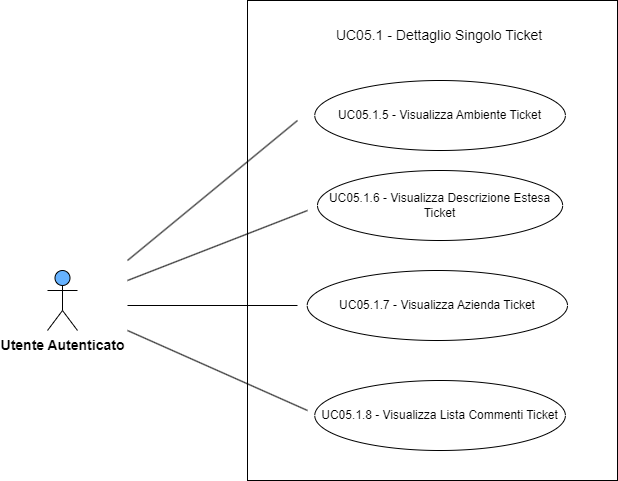 UC05.1 - Dettaglio Singolo Ticket
UC05.1.5 - Visualizza Ambiente Ticket
UC05.1.6 - Visualizza Descrizione Estesa
Ticket
UC05.1.7 - Visualizza Azienda Ticket
Utente Autenticato
UC05.1.8 - Visualizza Lista Commenti Ticket